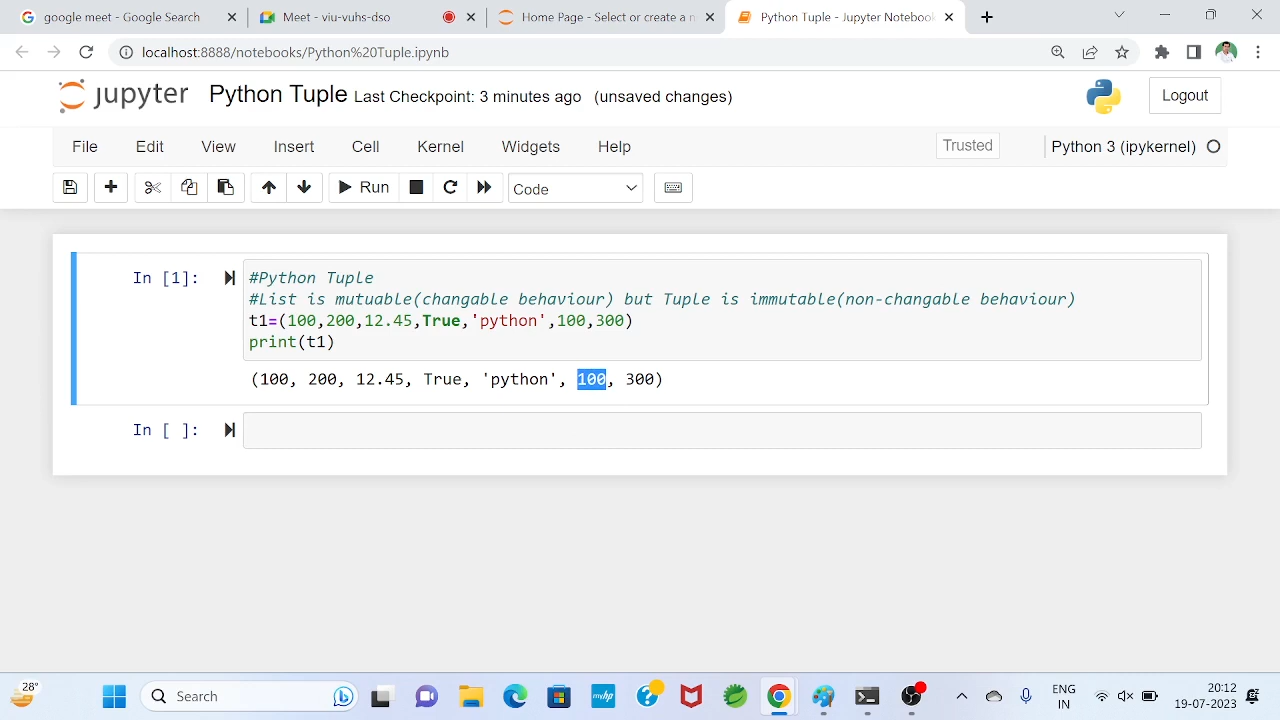 google meet - Google Search
Meet - viu-vuhs-dso
Home Page - Select or create a n
Python Tuple - Jupyter Notebook
localhost:8888/notebooks/Python%20Tuple.ipynb
jupyter Python Tuple Last Checkpoint: 3 minutes ago (unsaved changes)
Logout
File Edit View Insert Cell Kernel Widgets Help
Trusted
Python 3 (ipykernel)
Run
Code
In [1]:
#Python Tuple
#List is mutuable(changable behaviour) but Tuple is immutable(non-changable behaviour)
t1=(100,200,12.45,True,'python',100,300)
print(t1)
(100, 200, 12.45, True, 'python', 100, 300)
In [ ]:
28°
Search
myhp
ENG
IN
20:12
19-07-2023